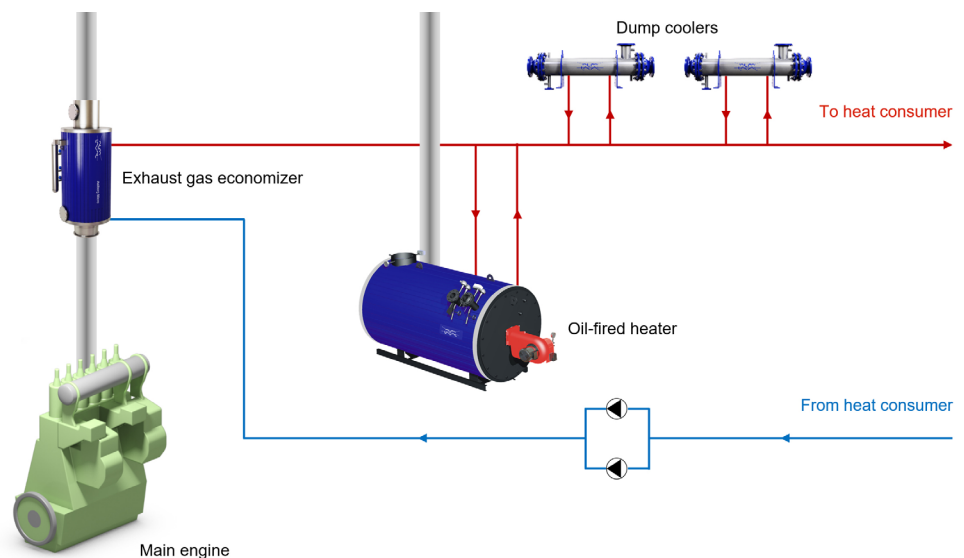 Dump coolers
To heat consumer
Exhaust gas economizer
Oil-fired heater
From heat consumer
Main engine